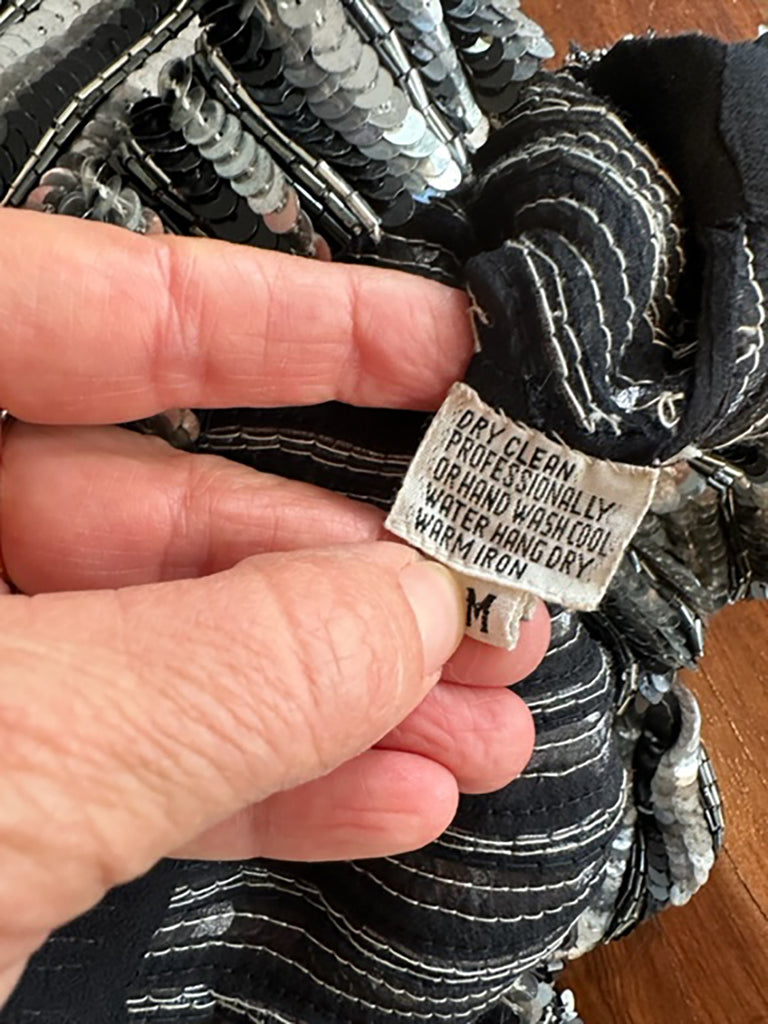 DRY CLEAN
PROFESSIONALLY
OR HAND WASH COOL
WATER HANG DRY
WARM IRON
M